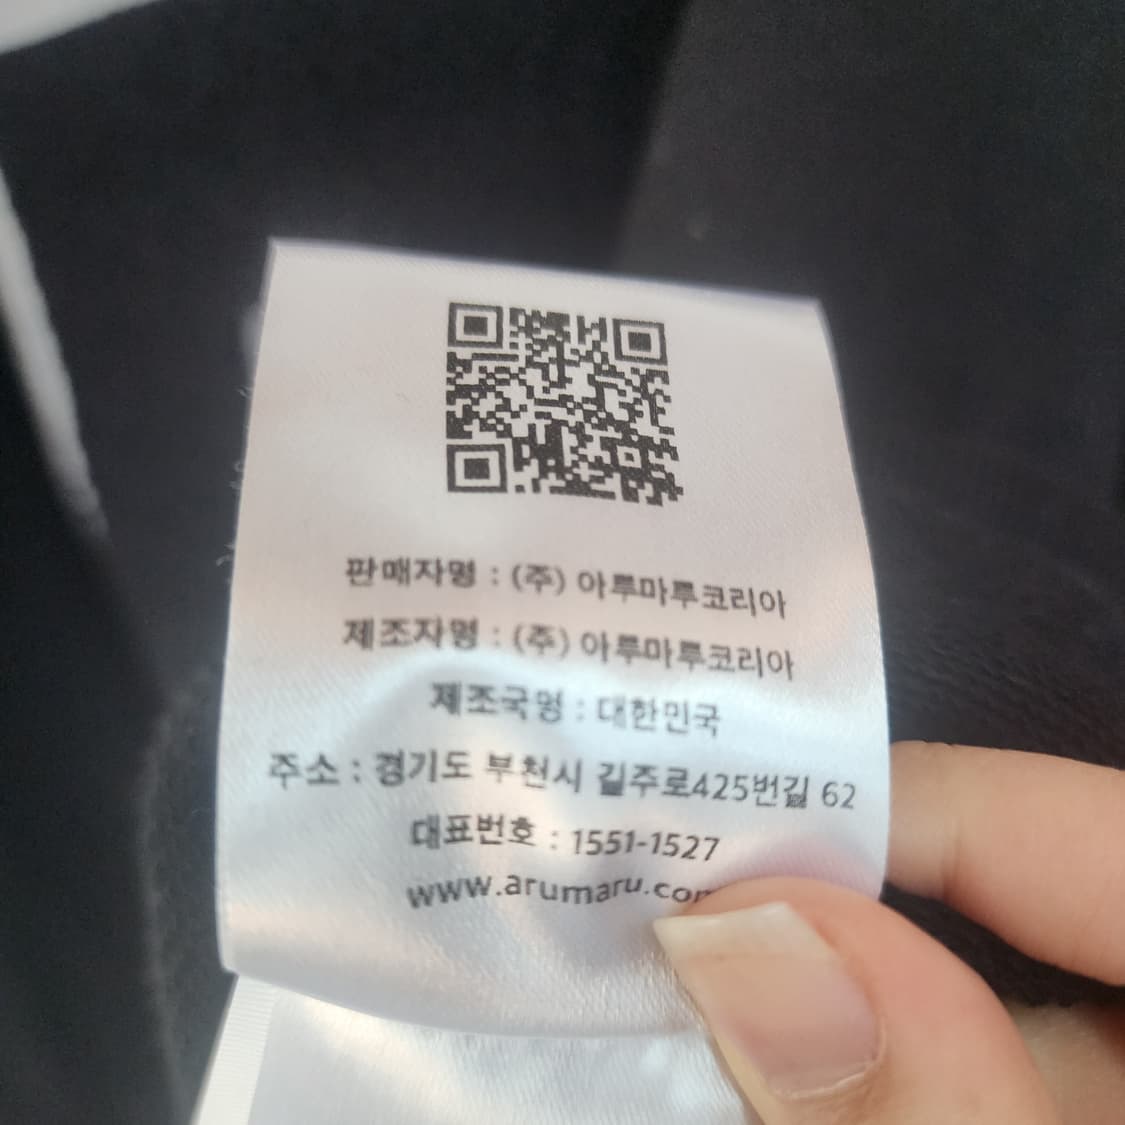 판매자명 : (주) 아루마루코리아
제조자명 : (주) 아루마루코리아
제조국명 : 대한민국
주소 : 경기도 부천시 길주로425번길 62
대표번호 : 1551-1527